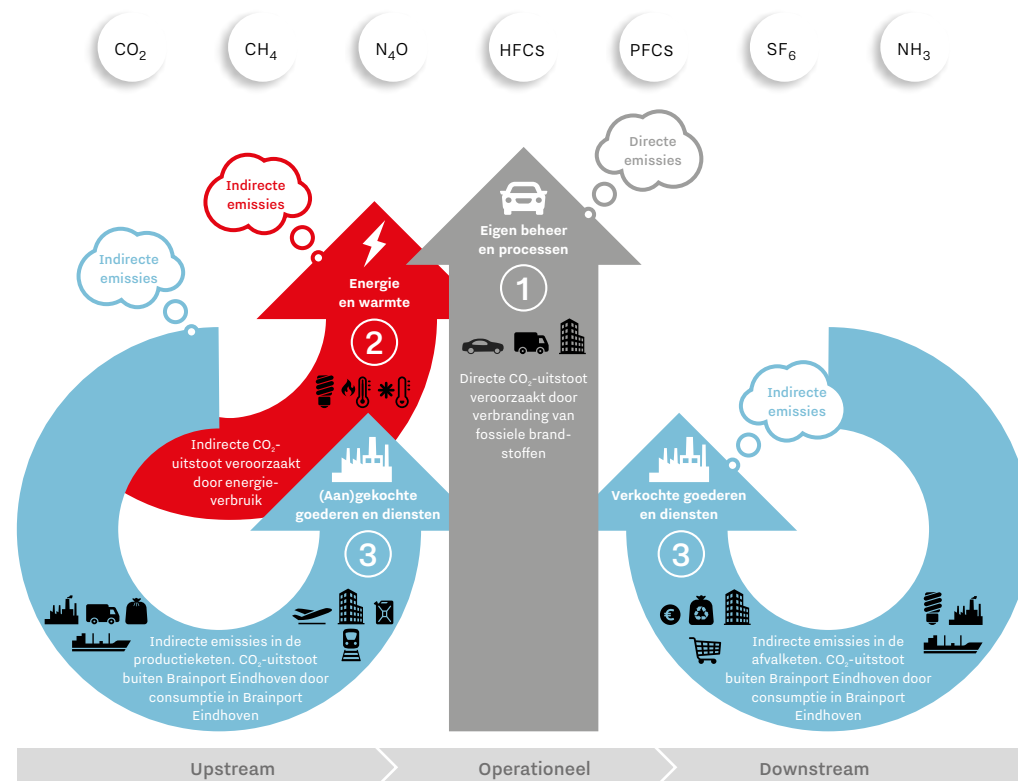 CO₂ CH₄ N₄O HFCs PFCs SF₆ NH₃
Directe
emissies
Indirecte
emissies
Indirecte
emissies
Eigen beheer
en processen
1
Directe CO₂-uitstoot
veroorzaakt door
verbranding van
fossiele brand-
stoffen
Energie
en warmte
2
Indirecte CO₂-
uitstoot veroorzaakt
door energie-
verbruik
(Aan)gekochte
goederen en diensten
3
Indirecte emissies in de
productieketen. CO₂-uitstoot
buiten Brainport Eindhoven door
consumptie in Brainport
Eindhoven
Indirecte
emissies
Verkochte goederen
en diensten
3
€
Indirecte emissies in de
afvalketen. CO₂-uitstoot
buiten Brainport Eindhoven door
consumptie in Brainport
Eindhoven
Upstream Operationeel Downstream